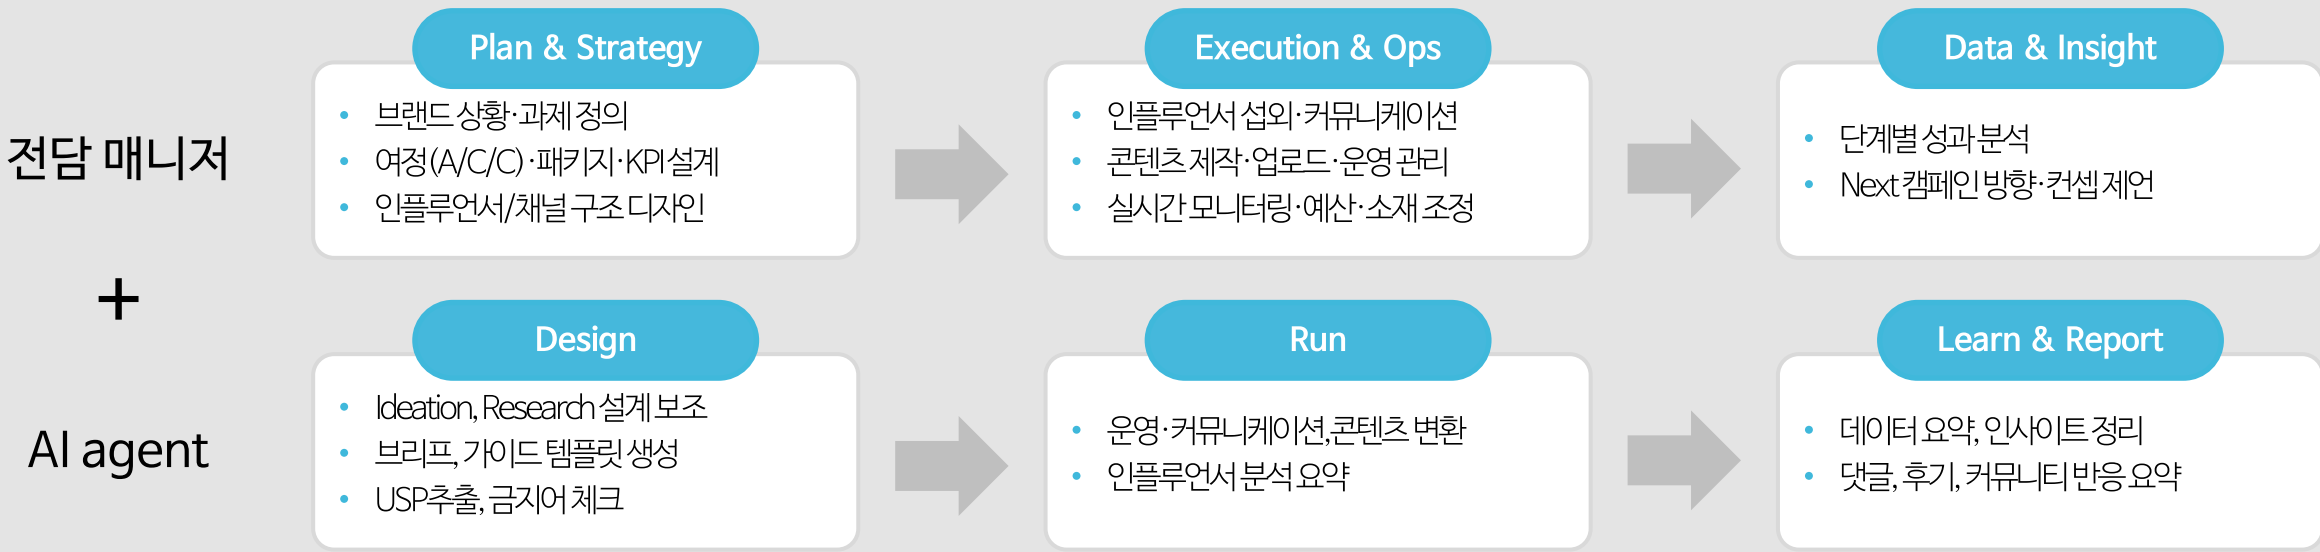 전담 매니저
Plan & Strategy
• 브랜드 상황·과제 정의
• 여정(A/C/C)·패키지·KPI설계
• 인플루언서/채널 구조 디자인
Execution & Ops
• 인플루언서 섭외·커뮤니케이션
• 콘텐츠 제작·업로드·운영 관리
• 실시간 모니터링·예산·소재 조정
Data & Insight
• 단계별 성과 분석
• Next 캠페인 방향·컨셉 제언
+
AI agent
Design
• Ideation, Research 설계 보조
• 브리프, 가이드 템플릿 생성
• USP추출, 금지어 체크
Run
• 운영·커뮤니케이션,콘텐츠 변환
• 인플루언서 분석 요약
Learn & Report
• 데이터 요약, 인사이트 정리
• 댓글, 후기, 커뮤니티 반응 요약